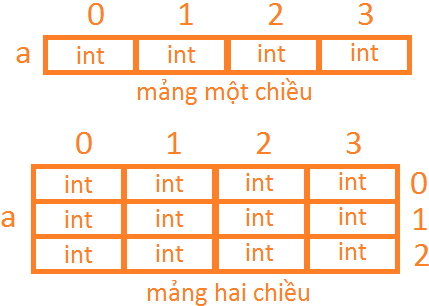 0 1 2 3
a int int int int
mảng một chiều
0 1 2 3
int int int int 0
a int int int int 1
int int int int 2
mảng hai chiều